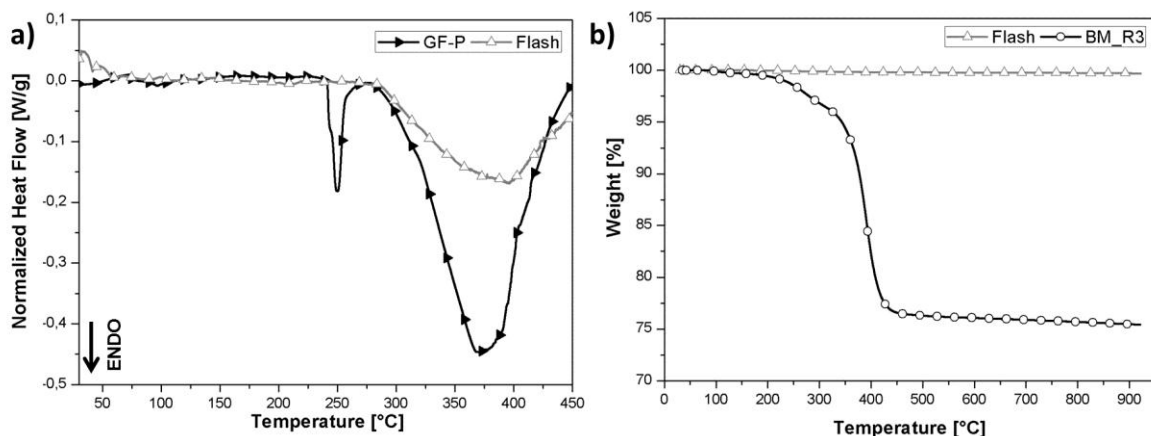 a)
GF-P Flash
Normalized Heat Flow [W/g]
0,1
0,0
-0,1
-0,2
-0,3
-0,4
-0,5
ENDO
50 100 150 200 250 300 350 400 450
Temperature [°C]
b)
Flash BM_R3
Weight [%]
105
100
95
90
85
80
75
70
0 100 200 300 400 500 600 700 800 900
Temperature [°C]